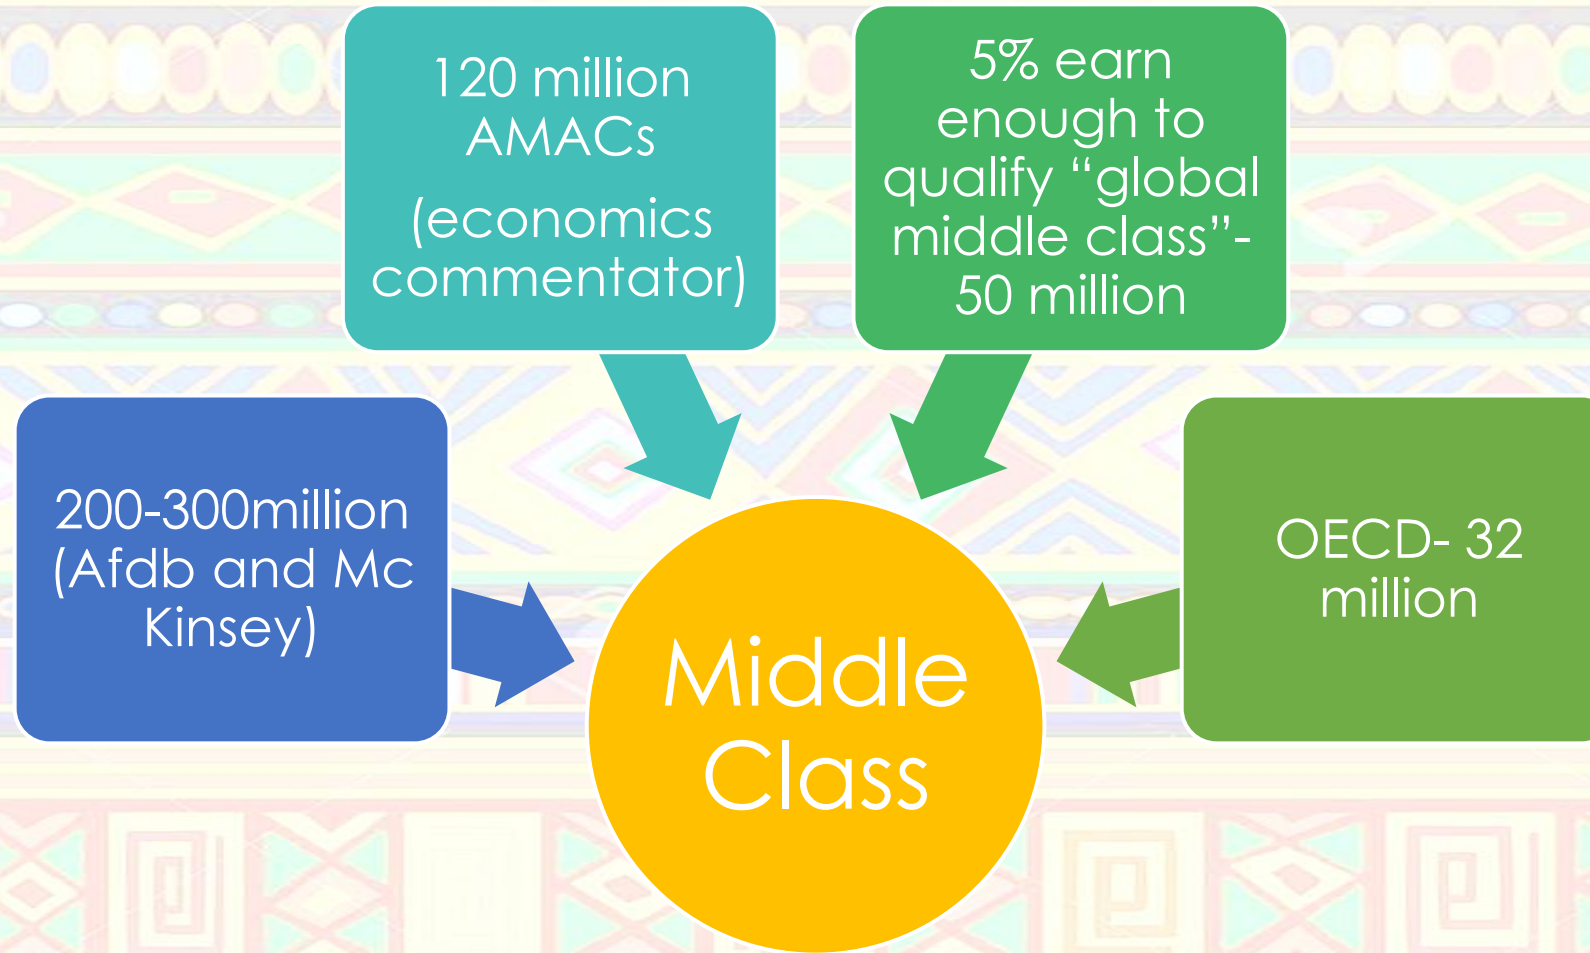 120 million
AMACs
(economics
commentator)
5% earn
enough to
qualify “global
middle class”-
50 million
200-300million
(Afdb and Mc
Kinsey)
OECD- 32
million
Middle
Class